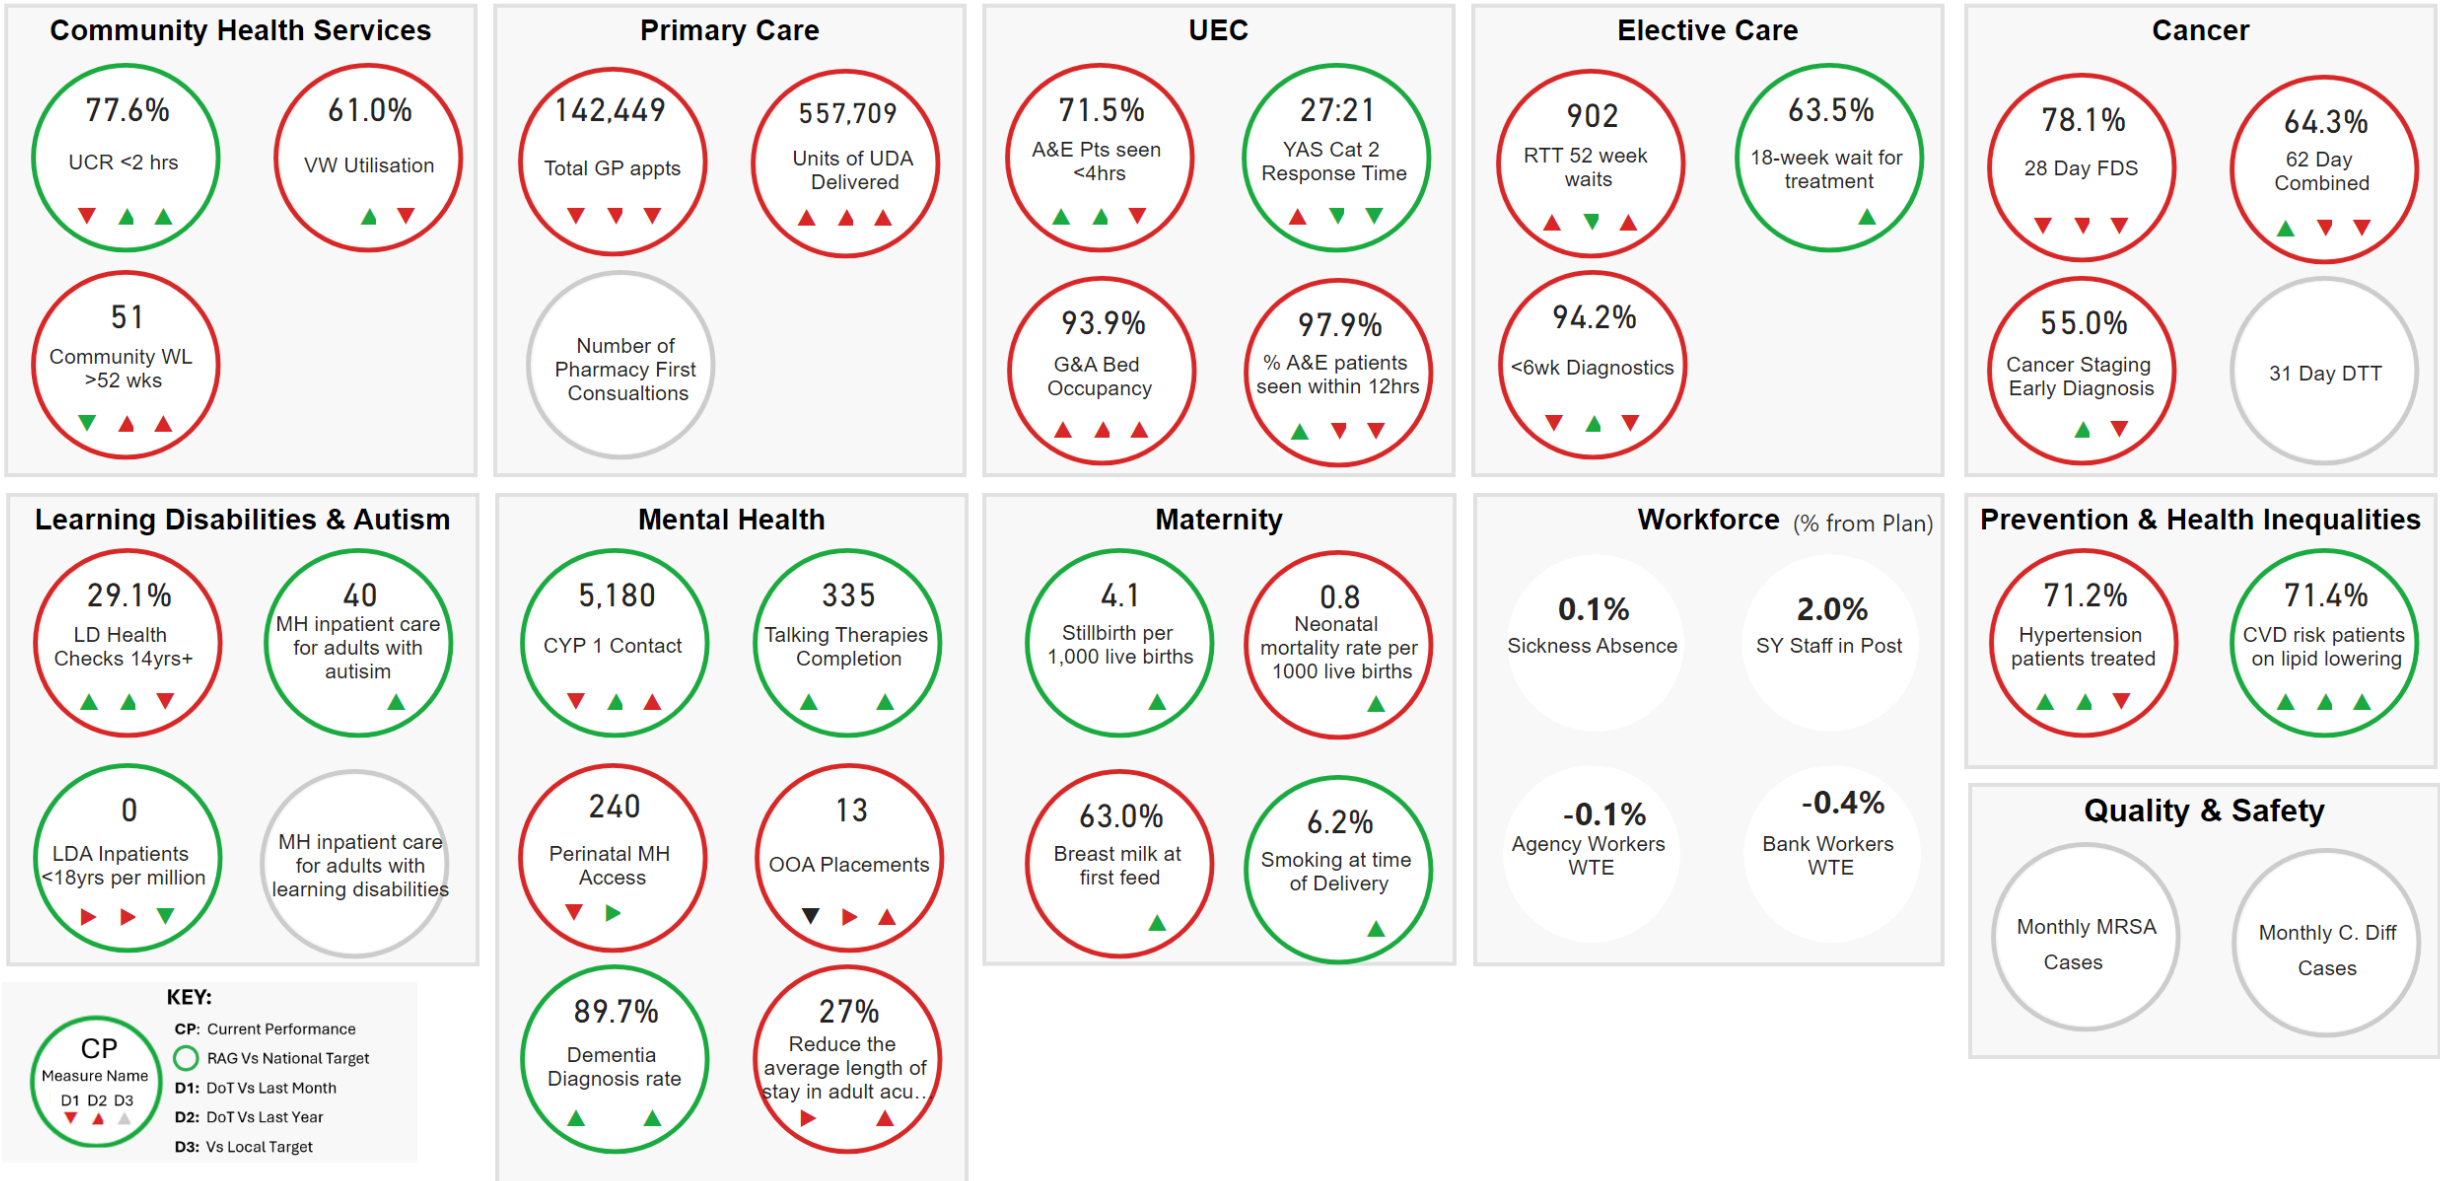 Community Health Services
77.6%
UCR <2 hrs
61.0%
VW Utilisation
51
Community WL
>52 wks
Primary Care
142,449
Total GP appts
557,709
Units of UDA
Delivered
Number of
Pharmacy First
Consualtions
UEC
71.5%
A&E Pts seen
<4hrs
27:21
YAS Cat 2
Response Time
93.9%
G&A Bed
Occupancy
97.9%
% A&E patients
seen within 12hrs
Elective Care
902
RTT 52 week
waits
63.5%
18-week wait for
treatment
94.2%
<6wk Diagnostics
Cancer
78.1%
28 Day FDS
64.3%
62 Day
Combined
55.0%
Cancer Staging
Early Diagnosis
31 Day DTT
Learning Disabilities & Autism
29.1%
LD Health
Checks 14yrs+
40
MH inpatient care
for adults with
autisim
0
LDA Inpatients
<18yrs per million
MH inpatient care
for adults with
learning disabilities
Mental Health
5,180
CYP 1 Contact
335
Talking Therapies
Completion
240
Perinatal MH
Access
13
OOA Placements
89.7%
Dementia
Diagnosis rate
27%
Reduce the
average length of
stay in adult acu...
Maternity
4.1
Stillbirth per
1,000 live births
0.8
Neonatal
mortality rate per
1000 live births
63.0%
Breast milk at
first feed
6.2%
Smoking at time
of Delivery
Workforce (% from Plan)
0.1%
Sickness Absence
2.0%
SY Staff in Post
-0.1%
Agency Workers
WTE
-0.4%
Bank Workers
WTE
Prevention & Health Inequalities
71.2%
Hypertension
patients treated
71.4%
CVD risk patients
on lipid lowering
Quality & Safety
Monthly MRSA
Cases
Monthly C. Diff
Cases
KEY:
CP
Measure Name
D1 D2 D3
CP: Current Performance
RAG Vs National Target
D1: DoT Vs Last Month
D2: DoT Vs Last Year
D3: Vs Local Target